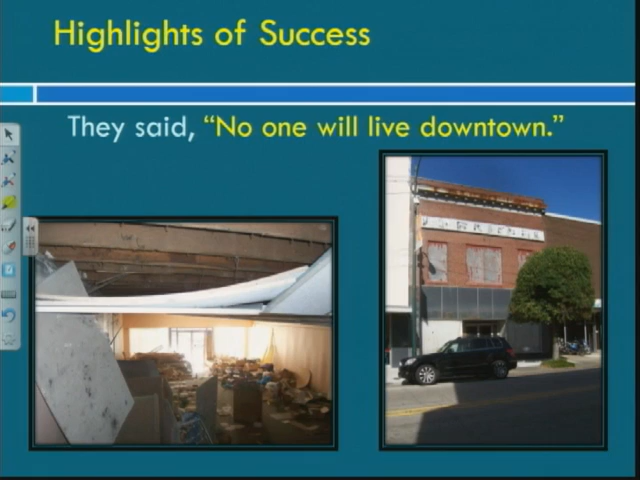 Highlights of Success
They said, “No one will live downtown.”